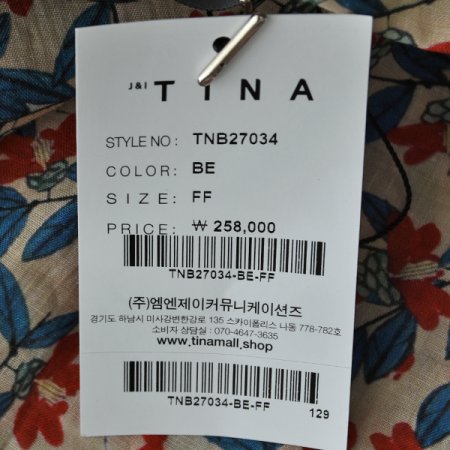 J&I TINA
STYLE NO : TNB27034
COLOR: BE
SIZE: FF
PRICE: ₩ 258,000
TNB27034-BE-FF
(주)엠엔제이커뮤니케이션즈
경기도 하남시 미사강변한강로 135 스카이폴리스 나동 778-782호
소비자 상담실 : 070-4647-3635
www.tinamall.shop
TNB27034-BE-FF
129